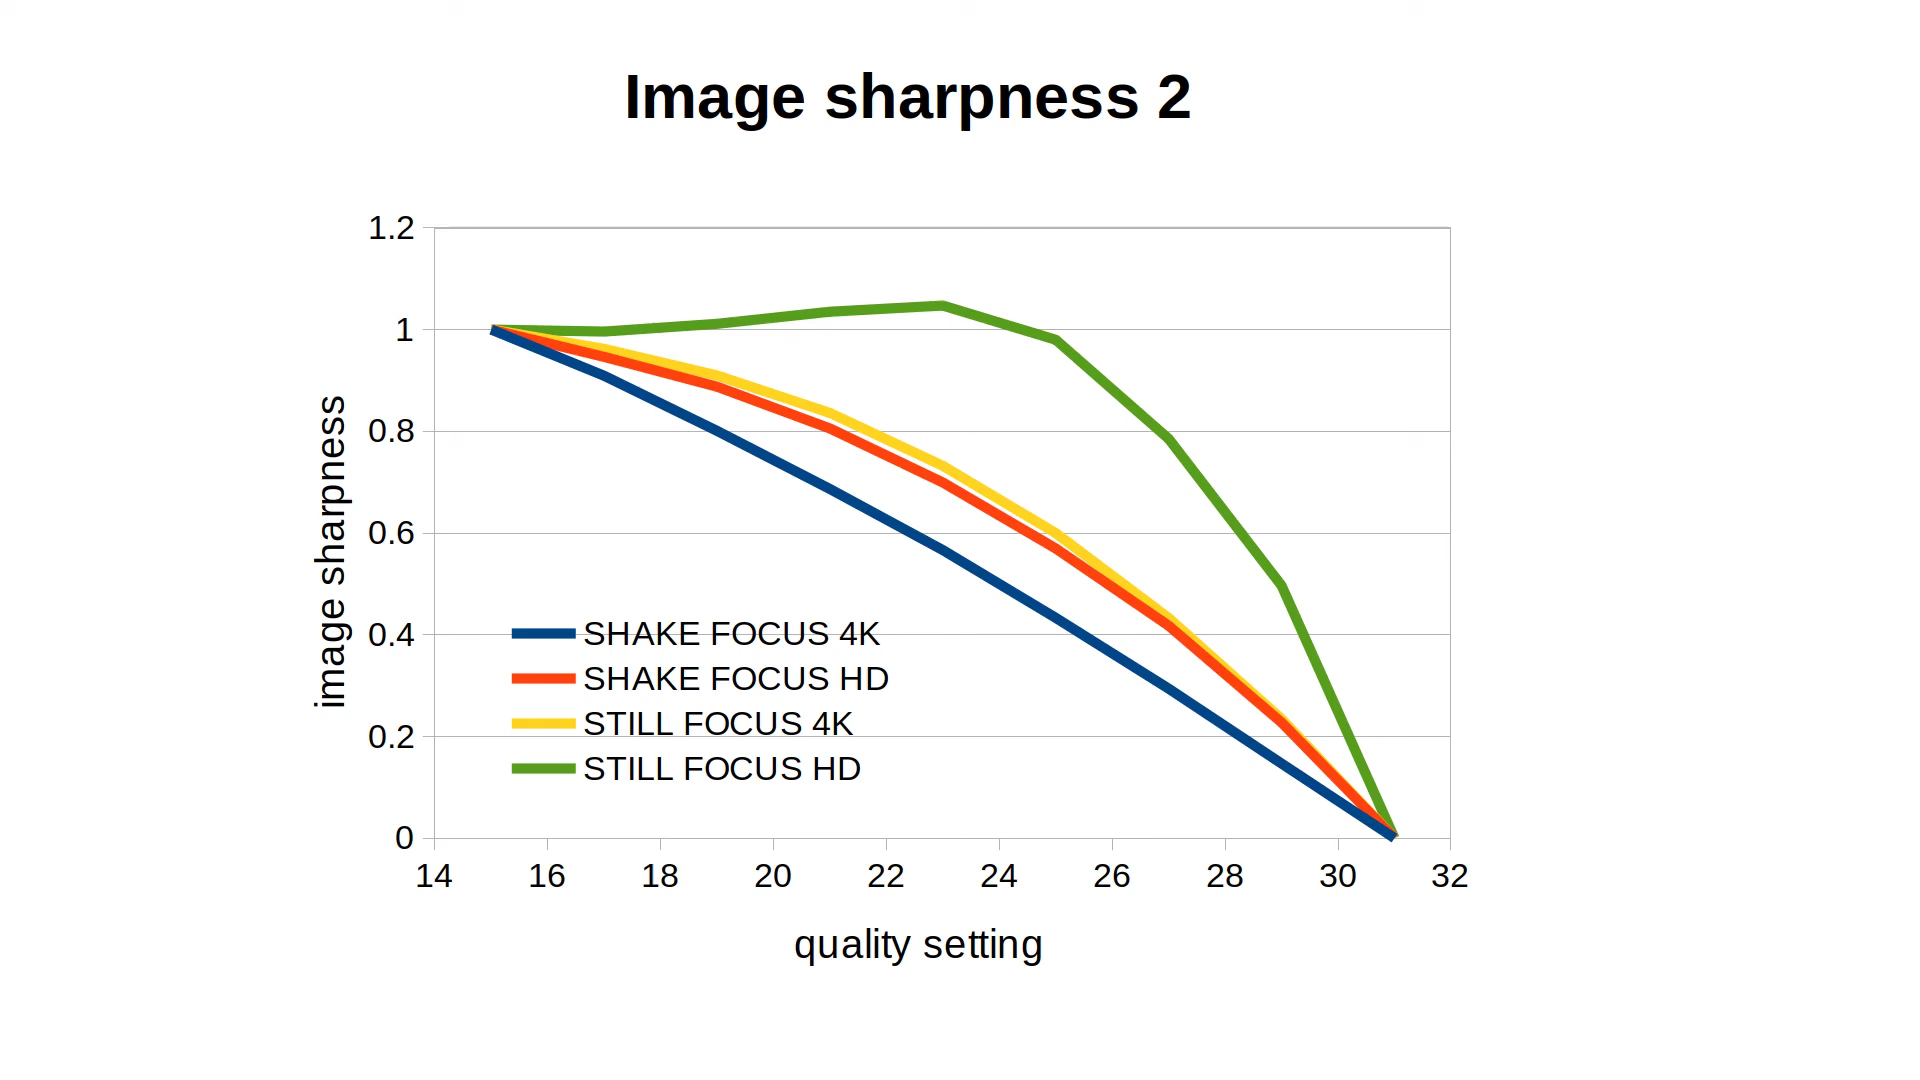 Image sharpness 2
1.2
1
0.8
0.6
0.4
0.2
0
image sharpness
SHAKE FOCUS 4K
SHAKE FOCUS HD
STILL FOCUS 4K
STILL FOCUS HD
14 16 18 20 22 24 26 28 30 32
quality setting